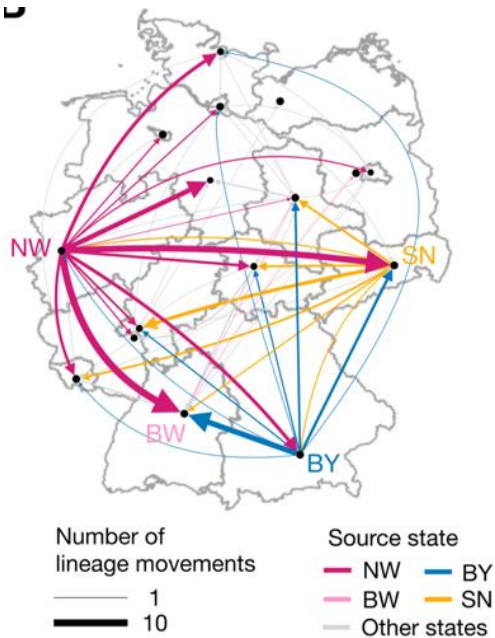 NW
SN
BW
BY
Number of
lineage movements
1
10
Source state
NW
BY
BW
SN
Other states